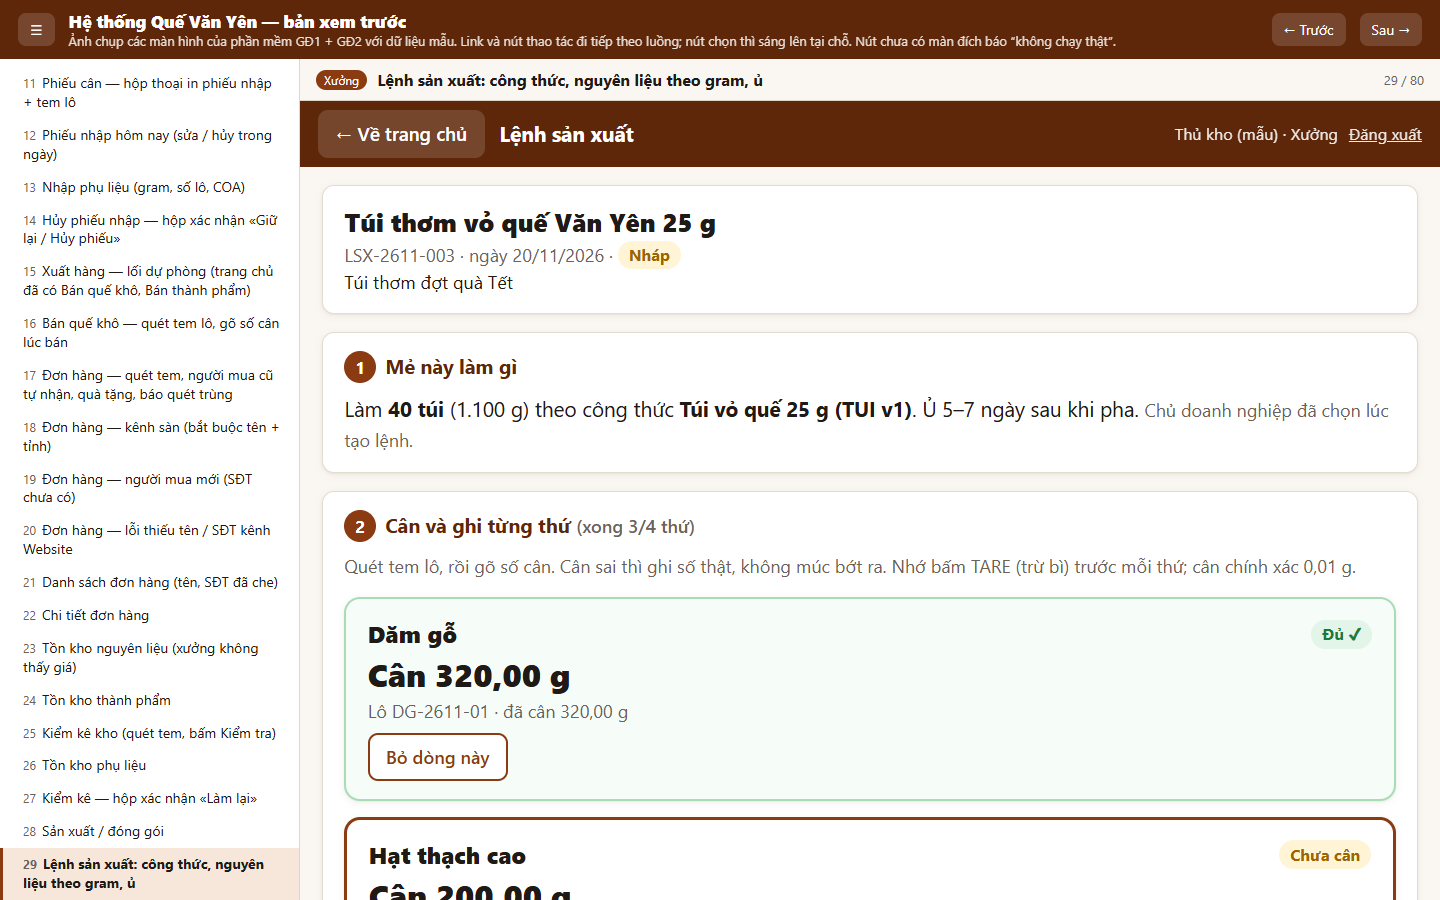 ☰
Hệ thống Quế Văn Yên — bản xem trước
Ảnh chụp các màn hình của phần mềm GĐ1 + GĐ2 với dữ liệu mẫu. Link và nút thao tác đi tiếp theo luồng; nút chọn thì sáng lên tại chỗ. Nút chưa có màn đích báo “không chạy thật”.
← Trước
Sau →
11 Phiếu cân — hộp thoại in phiếu nhập
+ tem lô
12 Phiếu nhập hôm nay (sửa / hủy trong
ngày)
13 Nhập phụ liệu (gram, số lô, COA)
14 Hủy phiếu nhập — hộp xác nhận «Giữ
lại / Hủy phiếu»
15 Xuất hàng — lối dự phòng (trang chủ
đã có Bán quế khô, Bán thành phẩm)
16 Bán quế khô — quét tem lô, gõ số cân
lúc bán
17 Đơn hàng — quét tem, người mua cũ
tự nhận, quà tặng, báo quét trùng
18 Đơn hàng — kênh sàn (bắt buộc tên +
tỉnh)
19 Đơn hàng — người mua mới (SĐT
chưa có)
20 Đơn hàng — lỗi thiếu tên / SĐT kênh
Website
21 Danh sách đơn hàng (tên, SĐT đã che)
22 Chi tiết đơn hàng
23 Tồn kho nguyên liệu (xưởng không
thấy giá)
24 Tồn kho thành phẩm
25 Kiểm kê kho (quét tem, bấm Kiểm tra)
26 Tồn kho phụ liệu
27 Kiểm kê — hộp xác nhận «Làm lại»
28 Sản xuất / đóng gói
29 Lệnh sản xuất: công thức, nguyên
liệu theo gram, ủ
Xưởng Lệnh sản xuất: công thức, nguyên liệu theo gram, ủ
29 / 80
← Về trang chủ
Lệnh sản xuất
Thủ kho (mẫu) · Xưởng Đăng xuất
Túi thơm vỏ quế Văn Yên 25 g
LSX-2611-003 · ngày 20/11/2026 · Nháp
Túi thơm đợt quà Tết
1 Mẻ này làm gì
Làm 40 túi (1.100 g) theo công thức Túi vỏ quế 25 g (TUI v1). Ủ 5–7 ngày sau khi pha. Chủ doanh nghiệp đã chọn lúc
tạo lệnh.
2 Cân và ghi từng thứ (xong 3/4 thứ)
Quét tem lô, rồi gõ số cân. Cân sai thì ghi số thật, không múc bớt ra. Nhớ bấm TARE (trừ bì) trước mỗi thứ; cân chính xác 0,01 g.
Dăm gỗ
Đủ ✓
Cân 320,00 g
Lô DG-2611-01 · đã cân 320,00 g
Bỏ dòng này
Hạt thạch cao
Chưa cân
Cân 200,00 g